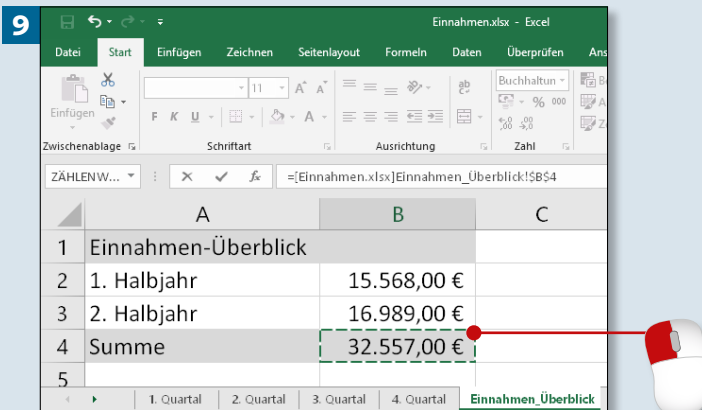 9
Einnahmen.xlsx - Excel
Datei Start Einfügen Zeichnen Seitenlayout Formeln Daten Überprüfen Ans
11 A A ab
Buchhaltun
Einfügen
F K U A % 000
Zwischenablage Schriftart Ausrichtung Zahl
ZÄHLENW... fx =[Einnahmen.xlsx]Einnahmen_Überblick!$B$4
A B C
1 Einnahmen-Überblick
2 1. Halbjahr 15.568,00 €
3 2. Halbjahr 16.989,00 €
4 Summe 32.557,00 €
5
1. Quartal 2. Quartal 3. Quartal 4. Quartal Einnahmen_Überblick